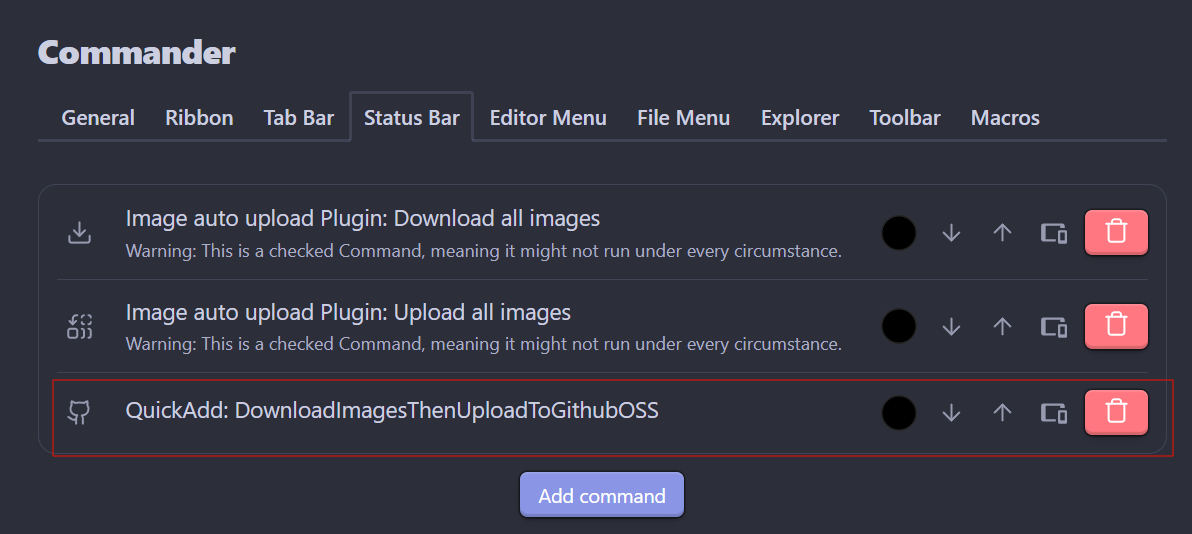 Commander
General Ribbon Tab Bar Status Bar Editor Menu File Menu Explorer Toolbar Macros
Image auto upload Plugin: Download all images
Warning: This is a checked Command, meaning it might not run under every circumstance.
Image auto upload Plugin: Upload all images
Warning: This is a checked Command, meaning it might not run under every circumstance.
QuickAdd: DownloadImagesThenUploadToGithubOSS
Add command